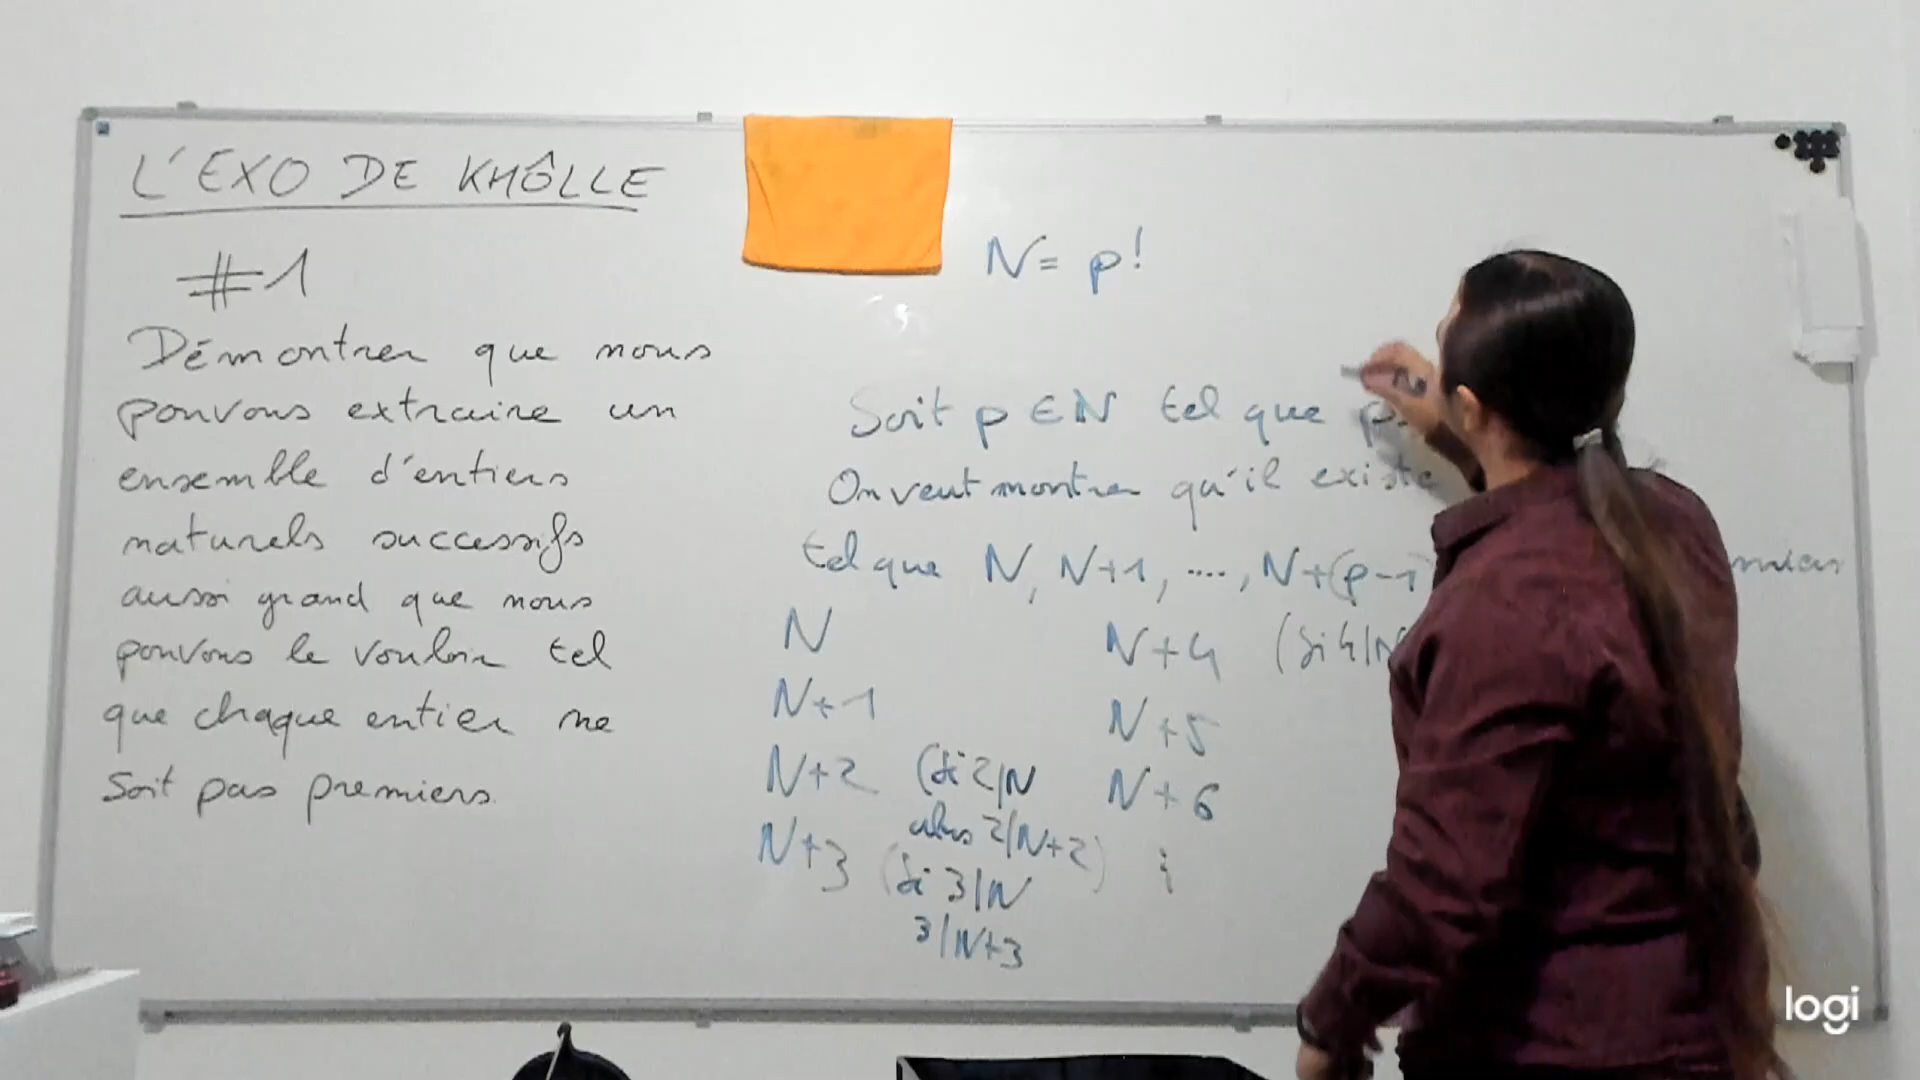 L'EXO DE KHÔLLE
#1
Démontrer que nous
pouvons extraire un
ensemble d'entiers
naturels successifs
aussi grand que nous
pouvons le vouloir tel
que chaque entier ne
soit pas premiers.
N = p!
Soit p ∈ N tel que p
On veut montrer qu'il existe
tel que N, N+1, ...., N+(p-1)
N
N+1
N+2 (si 2|N
alors 2|N+2)
N+3 (si 3|N
3|N+3
N+4 (si 4|N
N+5
N+6
⋮
logi